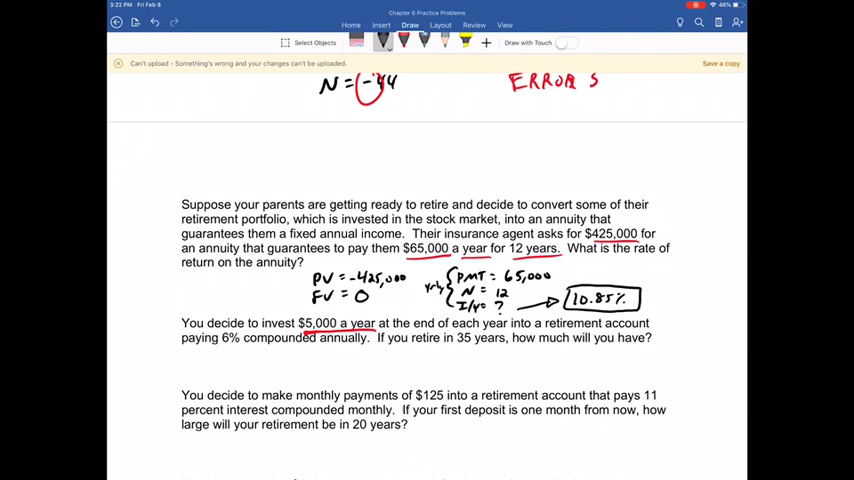 3:22 PM Fri Feb 8
46%
Chapter 6 Practice Problems
Home Insert Draw Layout Review View
Select Objects
Draw with Touch
Can't upload - Something's wrong and your changes can't be uploaded.
Save a copy
N = -44 ERROR 5
Suppose your parents are getting ready to retire and decide to convert some of their
retirement portfolio, which is invested in the stock market, into an annuity that
guarantees them a fixed annual income. Their insurance agent asks for $425,000 for
an annuity that guarantees to pay them $65,000 a year for 12 years. What is the rate of
return on the annuity?
PV = -425,000 PMT = 65,000
FV = 0 yrly N = 12
I/Y = ? 10.85%
You decide to invest $5,000 a year at the end of each year into a retirement account
paying 6% compounded annually. If you retire in 35 years, how much will you have?
You decide to make monthly payments of $125 into a retirement account that pays 11
percent interest compounded monthly. If your first deposit is one month from now, how
large will your retirement be in 20 years?